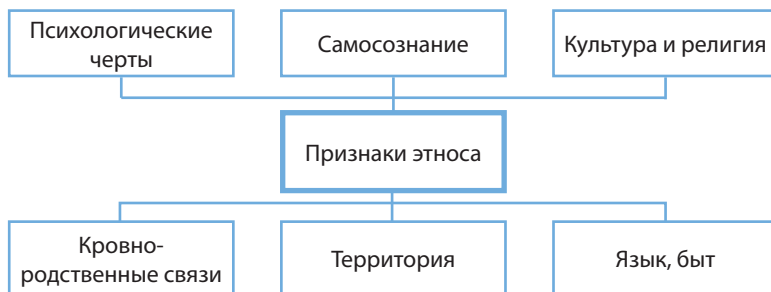 Психологические
черты
Самосознание
Культура и религия
Признаки этноса
Кровно-
родственные связи
Территория
Язык, быт